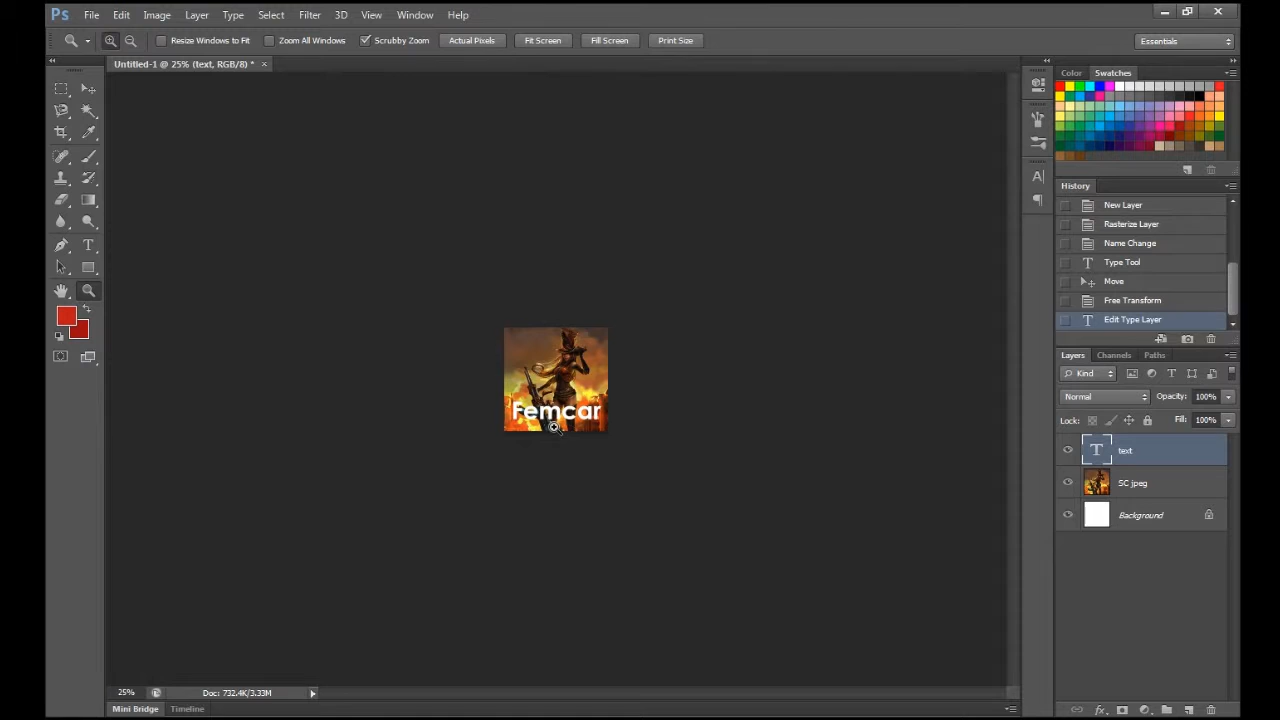 Ps File Edit Image Layer Type Select Filter 3D View Window Help
Resize Windows to Fit Zoom All Windows Scrubby Zoom Actual Pixels Fit Screen Fill Screen Print Size Essentials
Untitled-1 @ 25% (text, RGB/8) *
Color Swatches
History
New Layer
Rasterize Layer
Name Change
Type Tool
Move
Free Transform
Edit Type Layer
Layers Channels Paths
Kind
Normal Opacity: 100%
Lock: Fill: 100%
text
SC jpeg
Background
Femcar
25% Doc: 732.4K/3.33M
Mini Bridge Timeline